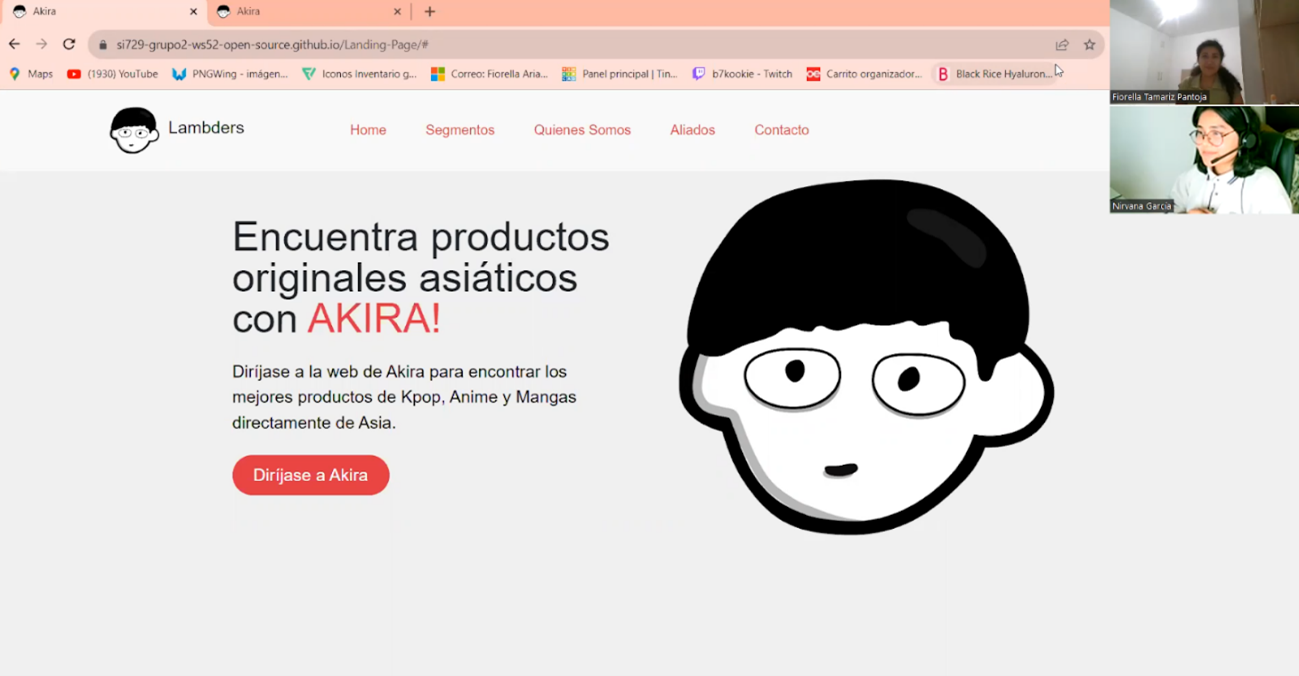 Akira
Akira
si729-grupo2-ws52-open-source.github.io/Landing-Page/#
Maps
(1930) YouTube
PNGWing - imágen...
Iconos Inventario g...
Correo: Fiorella Aria...
Panel principal | Tin...
b7kookie - Twitch
Carrito organizador...
B
Black Rice Hyaluron...
Fiorella Tamariz Pantoja
Nirvana Garcia
Lambders
Home
Segmentos
Quienes Somos
Aliados
Contacto
Encuentra productos
originales asiáticos
con AKIRA!
Diríjase a la web de Akira para encontrar los
mejores productos de Kpop, Anime y Mangas
directamente de Asia.
Diríjase a Akira